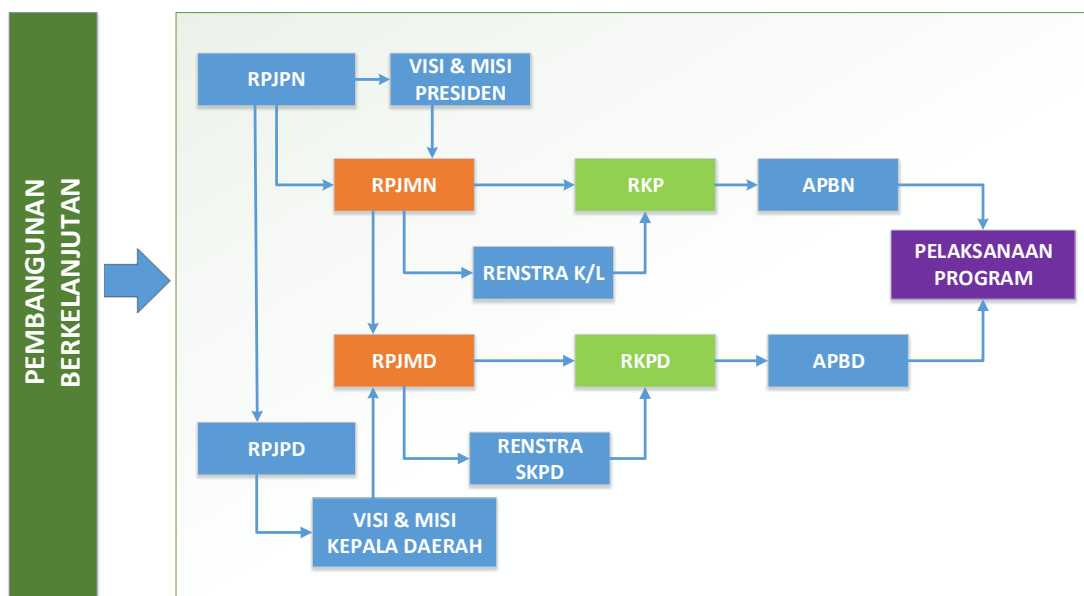 PEMBANGUNAN
BERKELANJUTAN
RPJPN
VISI & MISI
PRESIDEN
RPJMN
RKP
APBN
RENSTRA K/L
PELAKSANAAN
PROGRAM
RPJMD
RKPD
APBD
RPJPD
RENSTRA
SKPD
VISI & MISI
KEPALA DAERAH